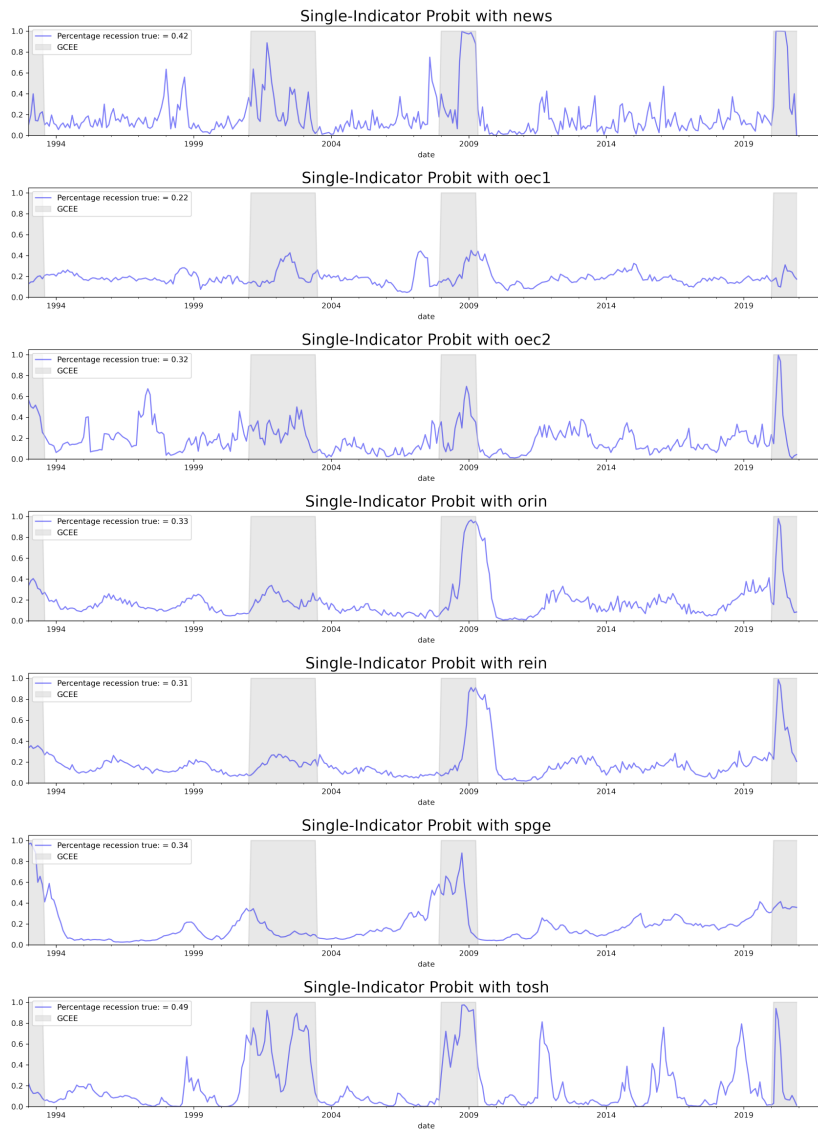 Single-Indicator Probit with news
1.0
0.8
0.6
0.4
0.2
0.0
Percentage recession true: = 0.42
GCEE
1994 1999 2004 2009 2014 2019
date
Single-Indicator Probit with oec1
1.0
0.8
0.6
0.4
0.2
0.0
Percentage recession true: = 0.22
GCEE
1994 1999 2004 2009 2014 2019
date
Single-Indicator Probit with oec2
1.0
0.8
0.6
0.4
0.2
0.0
Percentage recession true: = 0.32
GCEE
1994 1999 2004 2009 2014 2019
date
Single-Indicator Probit with orin
1.0
0.8
0.6
0.4
0.2
0.0
Percentage recession true: = 0.33
GCEE
1994 1999 2004 2009 2014 2019
date
Single-Indicator Probit with rein
1.0
0.8
0.6
0.4
0.2
0.0
Percentage recession true: = 0.31
GCEE
1994 1999 2004 2009 2014 2019
date
Single-Indicator Probit with spge
1.0
0.8
0.6
0.4
0.2
0.0
Percentage recession true: = 0.34
GCEE
1994 1999 2004 2009 2014 2019
date
Single-Indicator Probit with tosh
1.0
0.8
0.6
0.4
0.2
0.0
Percentage recession true: = 0.49
GCEE
1994 1999 2004 2009 2014 2019
date